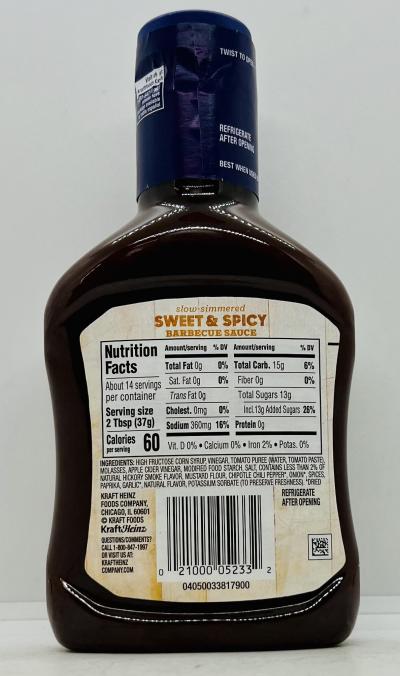 TWIST TO OPEN
REFRIGERATE
AFTER OPENING
BEST WHEN
slow-simmered
SWEET & SPICY
BARBECUE SAUCE
Nutrition
Facts
About 14 servings
per container
Serving size
2 Tbsp (37g)
Calories 60
per serving
Amount/serving % DV
Total Fat 0g 0%
Sat. Fat 0g 0%
Trans Fat 0g
Cholest. 0mg 0%
Sodium 360mg 16%
Amount/serving % DV
Total Carb. 15g 6%
Fiber 0g 0%
Total Sugars 13g
Incl.13g Added Sugars 26%
Protein 0g
Vit. D 0% • Calcium 0% • Iron 2% • Potas. 0%
INGREDIENTS: HIGH FRUCTOSE CORN SYRUP, VINEGAR, TOMATO PUREE (WATER, TOMATO PASTE),
MOLASSES, APPLE CIDER VINEGAR, MODIFIED FOOD STARCH, SALT, CONTAINS LESS THAN 2% OF
NATURAL HICKORY SMOKE FLAVOR, MUSTARD FLOUR, CHIPOTLE CHILI PEPPER*, ONION*, SPICES,
PAPRIKA, GARLIC*, NATURAL FLAVOR, POTASSIUM SORBATE (TO PRESERVE FRESHNESS). *DRIED
KRAFT HEINZ
FOODS COMPANY,
CHICAGO, IL 60601
© KRAFT FOODS
KraftHeinz
QUESTIONS/COMMENTS?
CALL 1-800-847-1997
OR VISIT US AT:
KRAFTHEINZ
COMPANY.COM
REFRIGERATE
AFTER OPENING
0 21000 05233 2
04050033817900